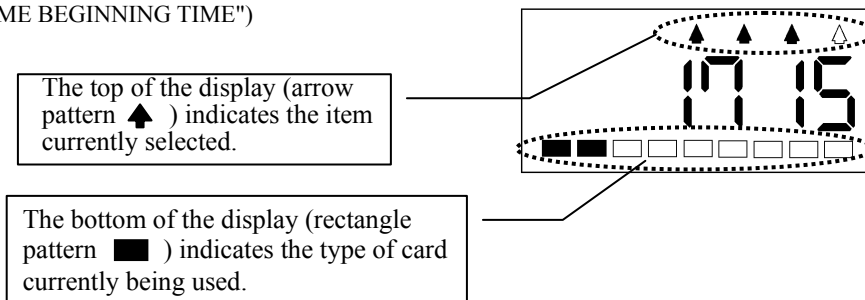 ME BEGINNING TIME")
The top of the display (arrow
pattern ) indicates the item
currently selected.
17 15
The bottom of the display (rectangle
pattern ) indicates the type of card
currently being used.